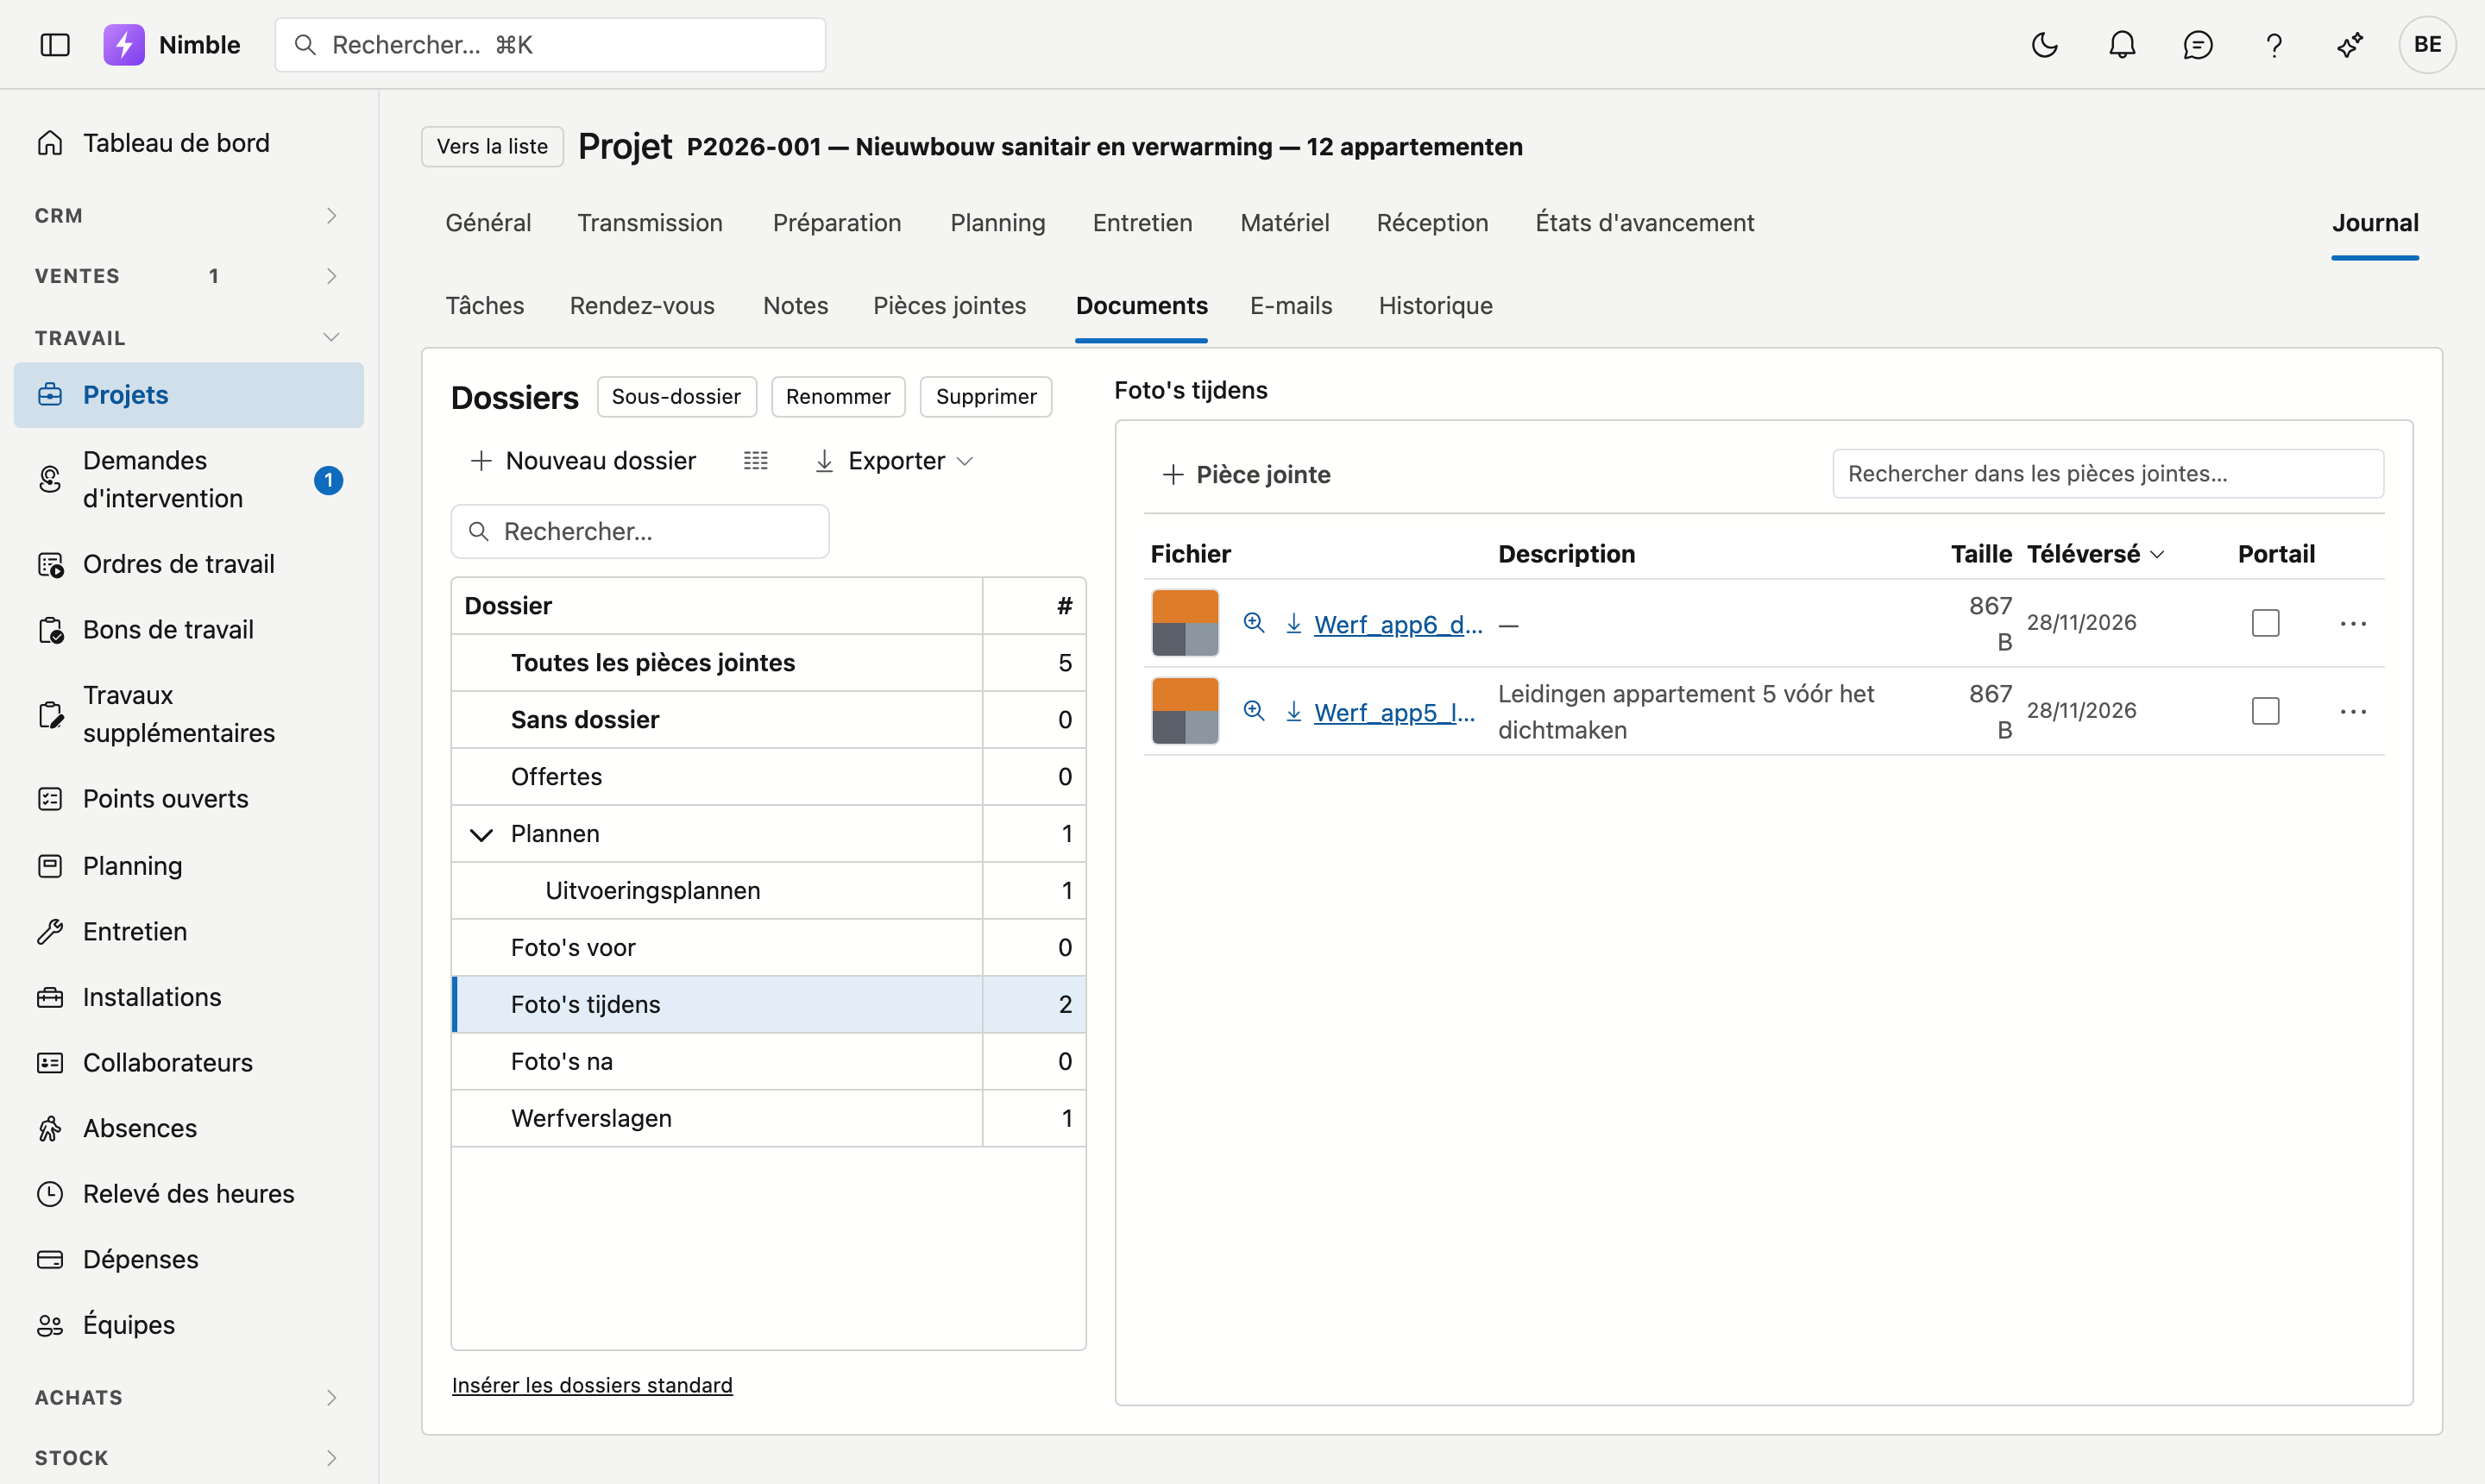 Nimble
Rechercher... ⌘K
BE
Tableau de bord
CRM
VENTES 1
TRAVAIL
Projets
Demandes
d'intervention
1
Ordres de travail
Bons de travail
Travaux
supplémentaires
Points ouverts
Planning
Entretien
Installations
Collaborateurs
Absences
Relevé des heures
Dépenses
Équipes
ACHATS
STOCK
Vers la liste
Projet P2026-001 — Nieuwbouw sanitair en verwarming — 12 appartementen
Général Transmission Préparation Planning Entretien Matériel Réception États d'avancement Journal
Tâches Rendez-vous Notes Pièces jointes Documents E-mails Historique
Dossiers Sous-dossier Renommer Supprimer
Nouveau dossier Exporter
Rechercher...
Dossier #
Toutes les pièces jointes 5
Sans dossier 0
Offertes 0
Plannen 1
Uitvoeringsplannen 1
Foto's voor 0
Foto's tijdens 2
Foto's na 0
Werfverslagen 1
Insérer les dossiers standard
Foto's tijdens
Pièce jointe
Rechercher dans les pièces jointes...
Fichier Description Taille Téléversé Portail
Werf_app6_d... — 867 B 28/11/2026
Werf_app5_l... Leidingen appartement 5 vóór het dichtmaken 867 B 28/11/2026